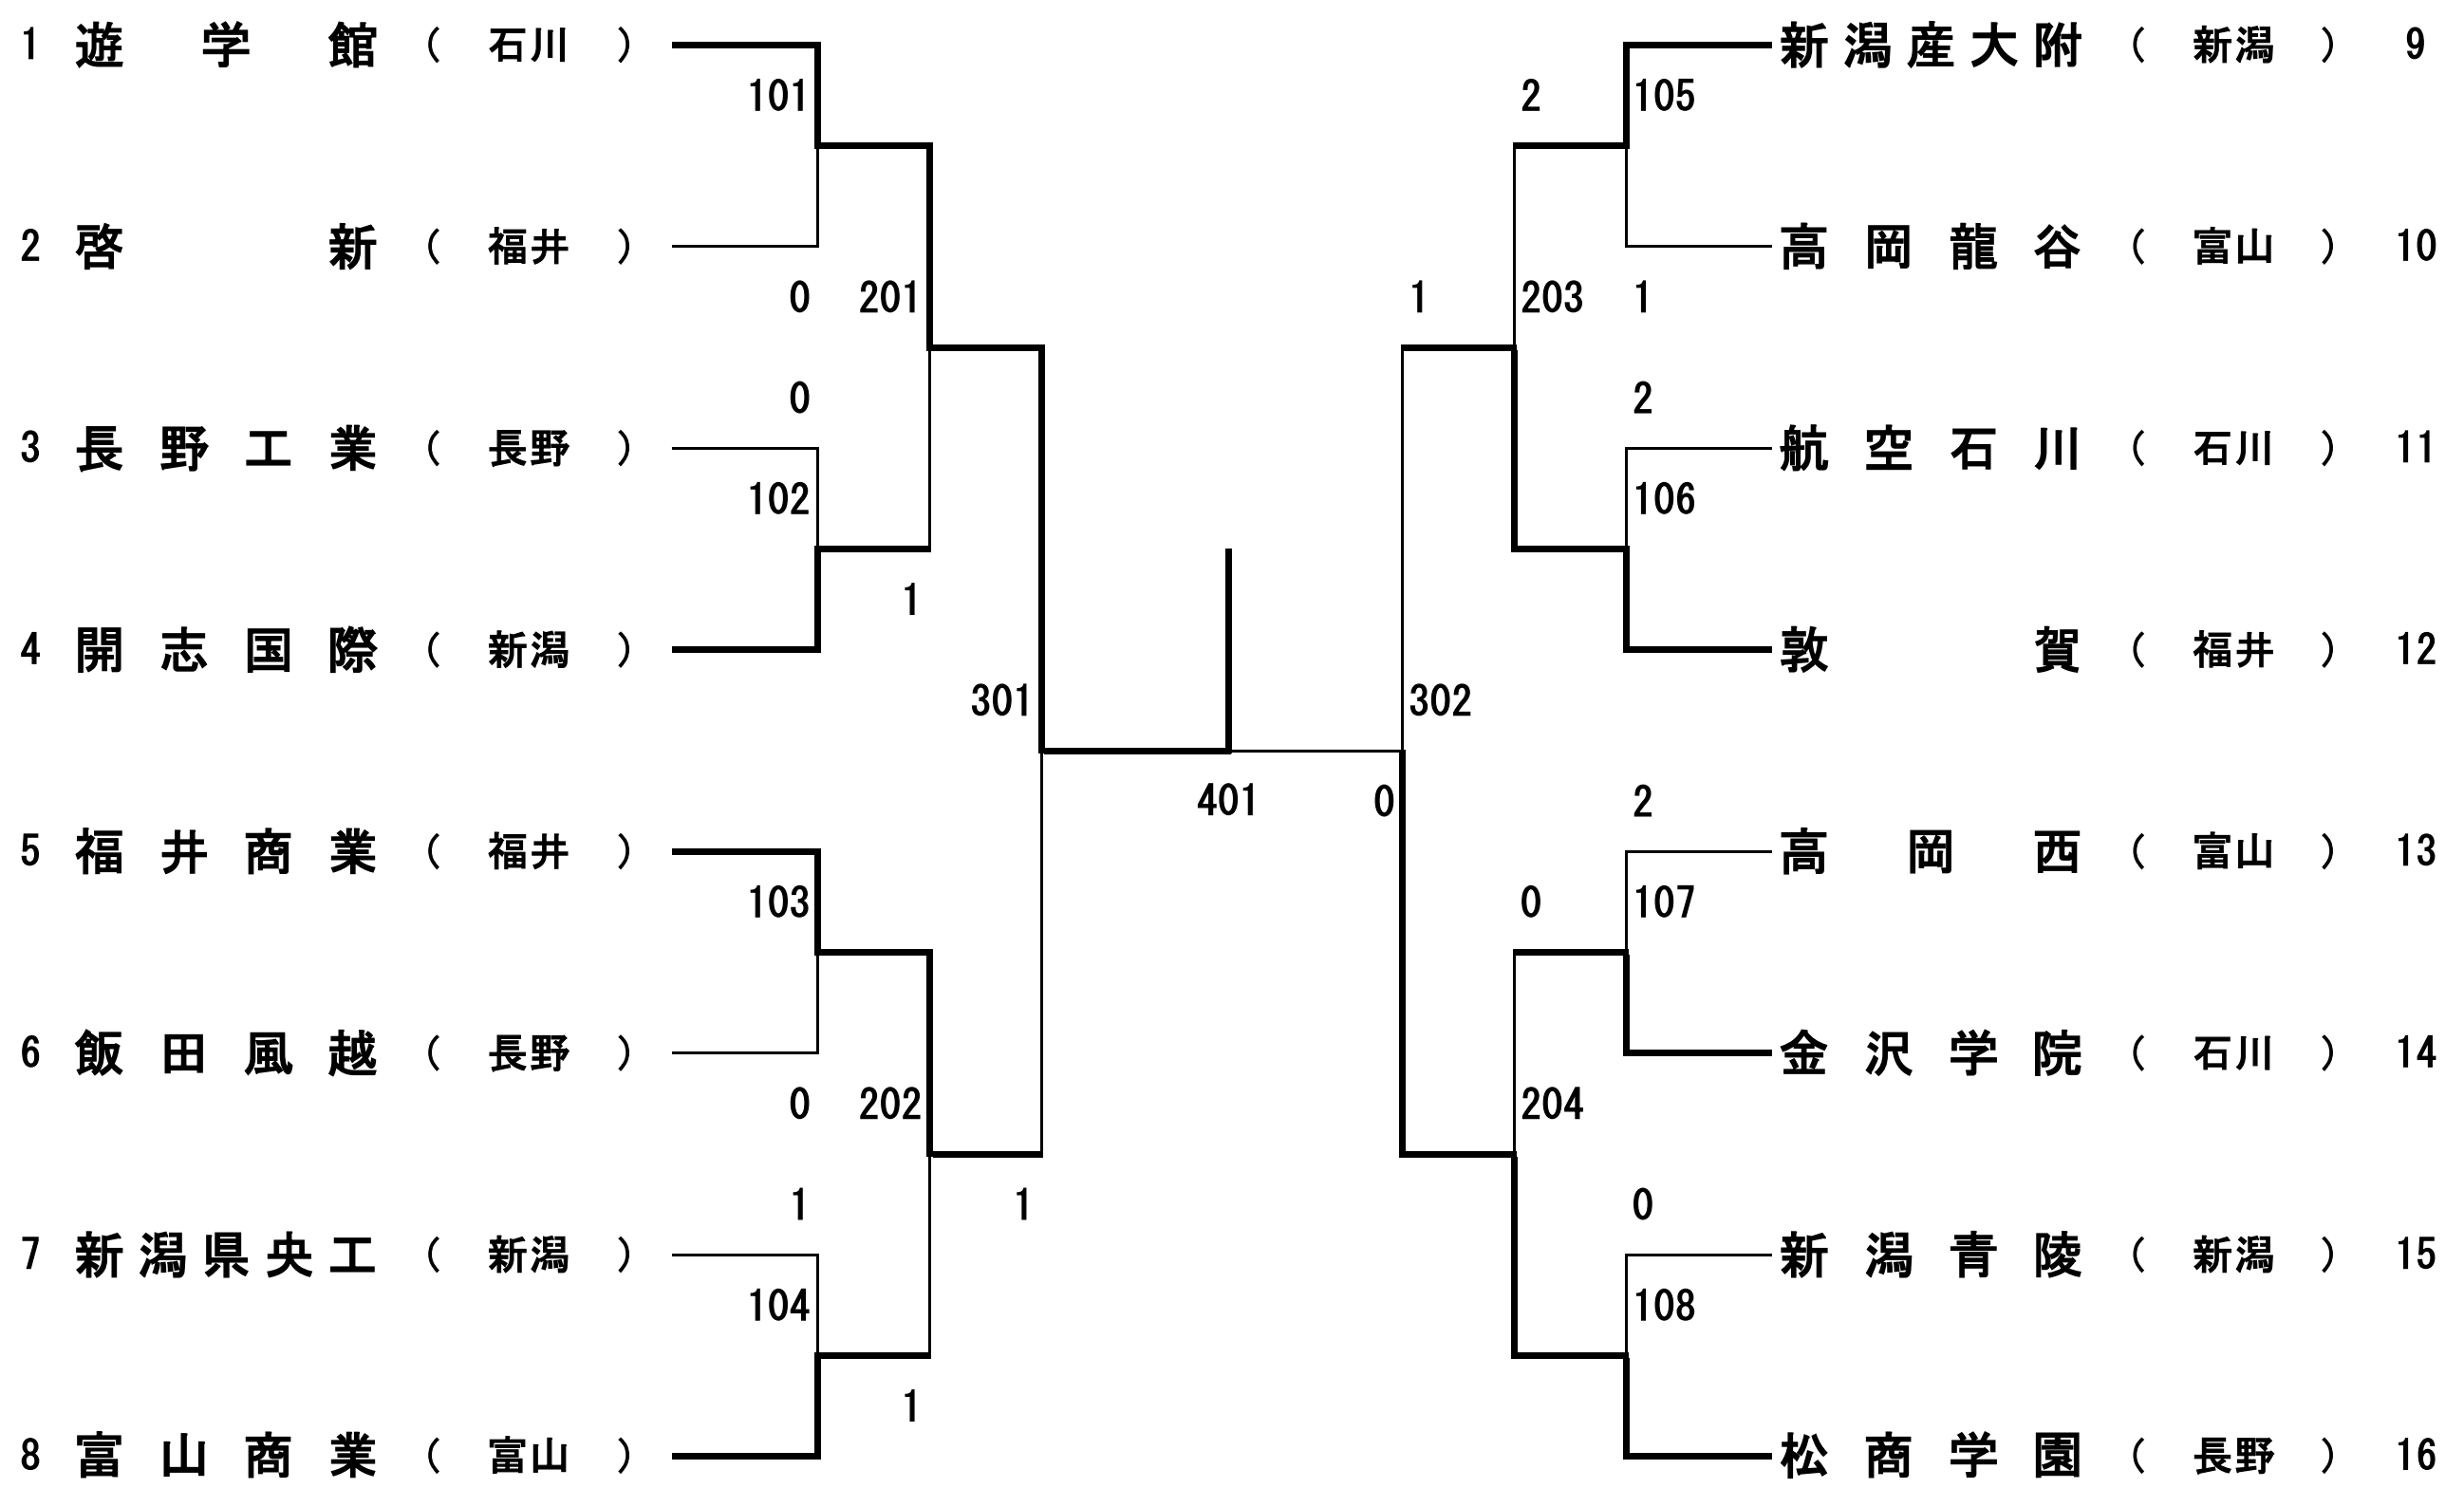 1 遊学館 （ 石川 ） 新潟産大附 （ 新潟 ） 9
101 2 105
2 啓新 （ 福井 ） 高岡龍谷 （ 富山 ） 10
0 201 1 203 1
0 2
3 長野工業 （ 長野 ） 航空石川 （ 石川 ） 11
102 106
1
4 開志国際 （ 新潟 ） 敦賀 （ 福井 ） 12
301 302
401 0 2
5 福井商業 （ 福井 ） 高岡西 （ 富山 ） 13
103 0 107
6 飯田風越 （ 長野 ） 金沢学院 （ 石川 ） 14
0 202 204
1 1 0
7 新潟県央工 （ 新潟 ） 新潟青陵 （ 新潟 ） 15
104 108
1
8 富山商業 （ 富山 ） 松商学園 （ 長野 ） 16